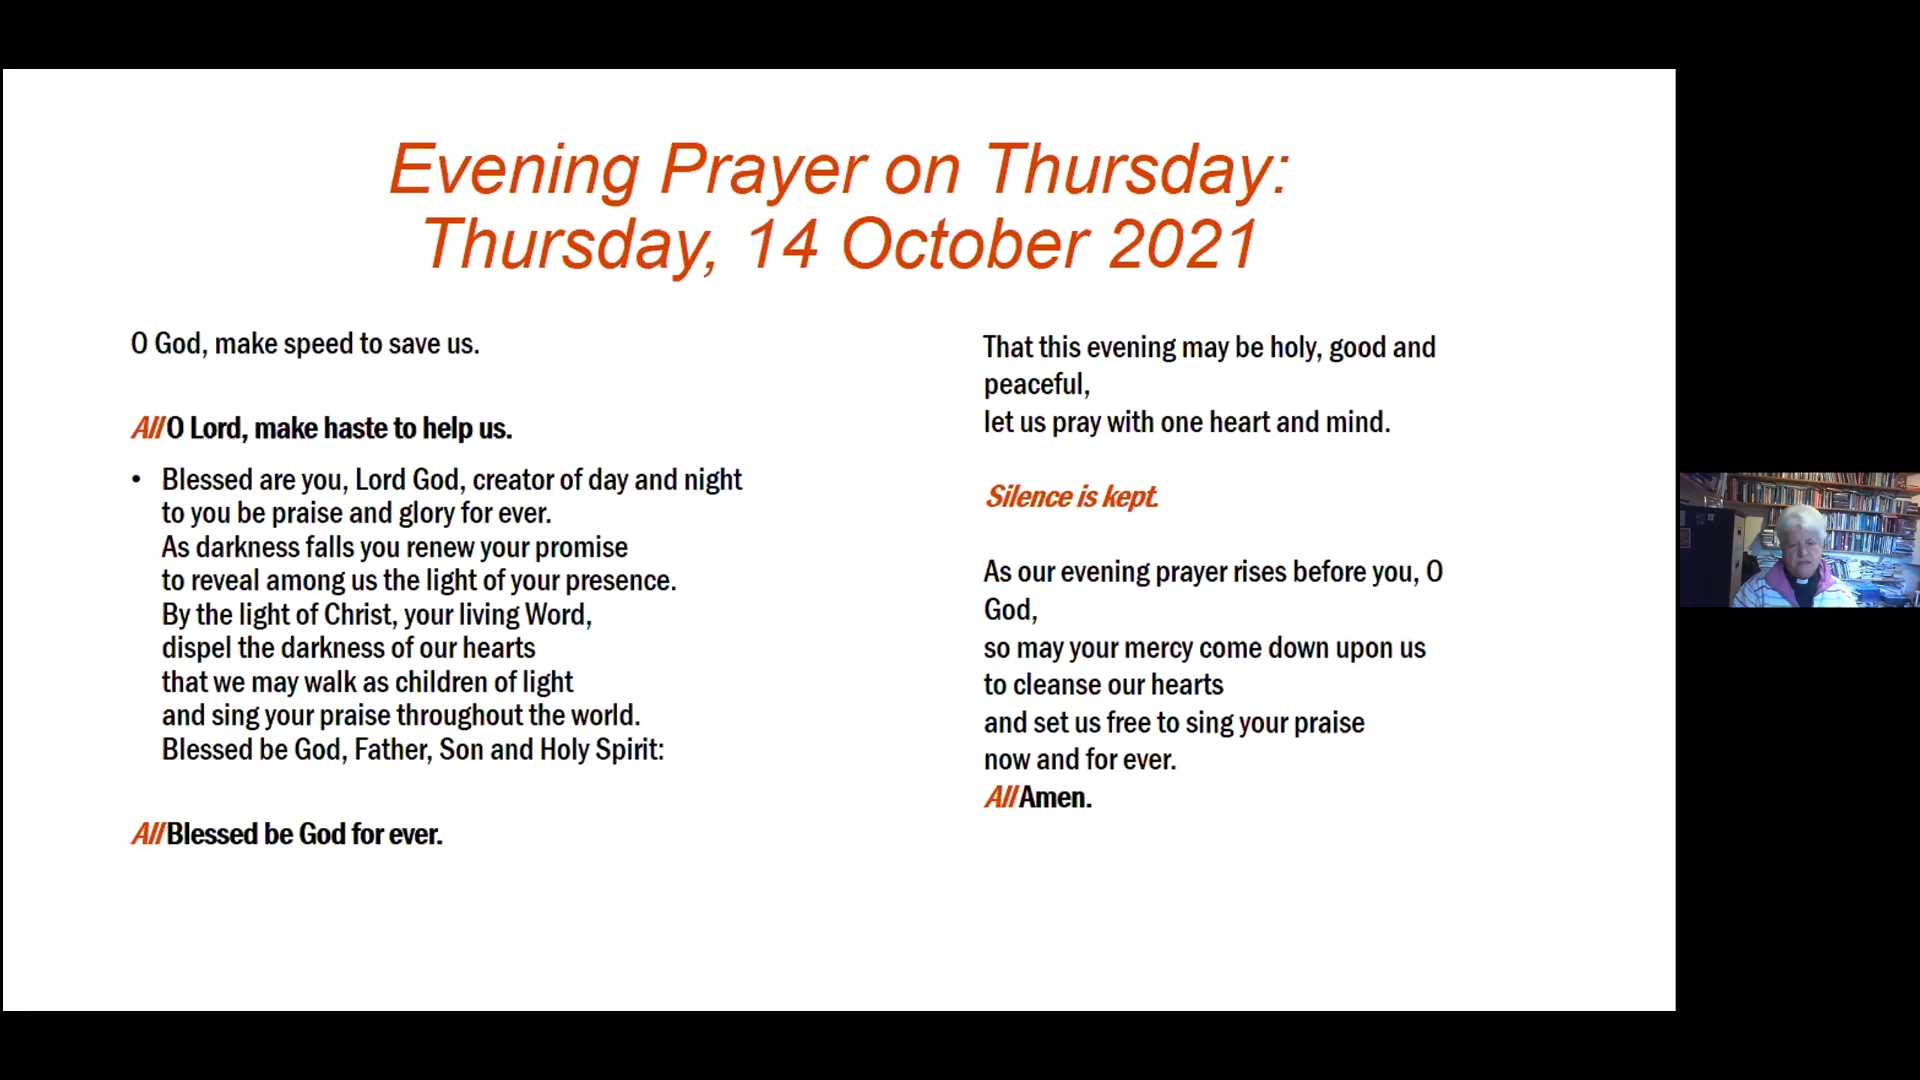 Evening Prayer on Thursday:
Thursday, 14 October 2021
O God, make speed to save us.
All O Lord, make haste to help us.
• Blessed are you, Lord God, creator of day and night
to you be praise and glory for ever.
As darkness falls you renew your promise
to reveal among us the light of your presence.
By the light of Christ, your living Word,
dispel the darkness of our hearts
that we may walk as children of light
and sing your praise throughout the world.
Blessed be God, Father, Son and Holy Spirit:
All Blessed be God for ever.
That this evening may be holy, good and
peaceful,
let us pray with one heart and mind.
Silence is kept.
As our evening prayer rises before you, O
God,
so may your mercy come down upon us
to cleanse our hearts
and set us free to sing your praise
now and for ever.
All Amen.